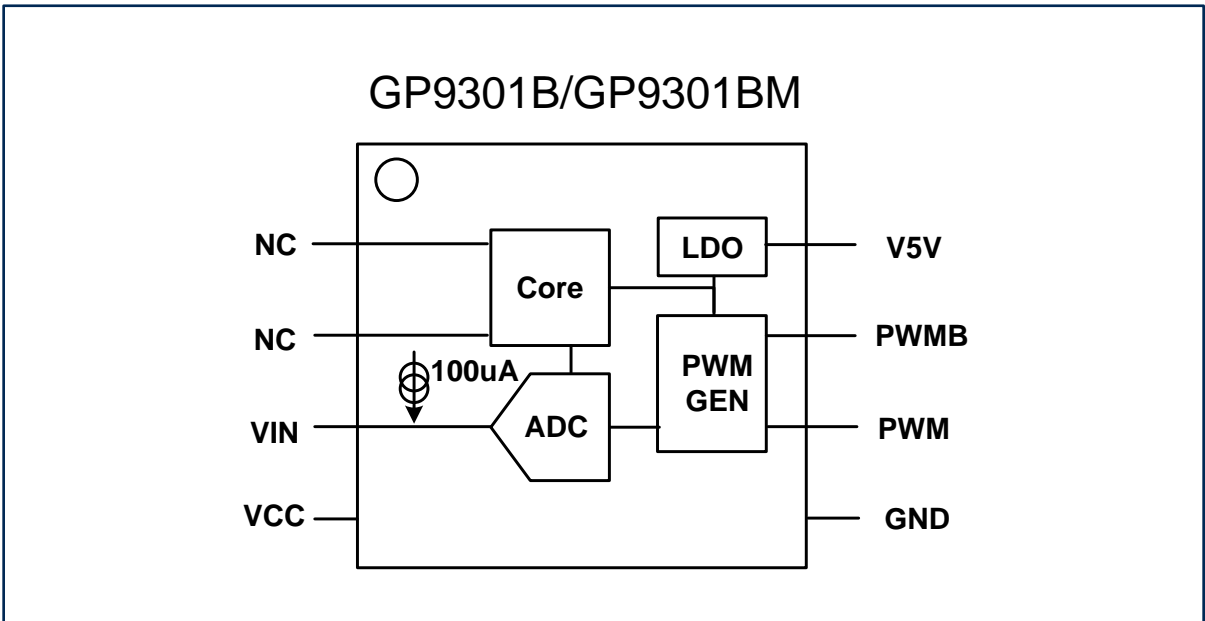 GP9301B/GP9301BM
NC
NC
VIN
VCC
Core
100uA
ADC
LDO
PWM
GEN
V5V
PWMB
PWM
GND